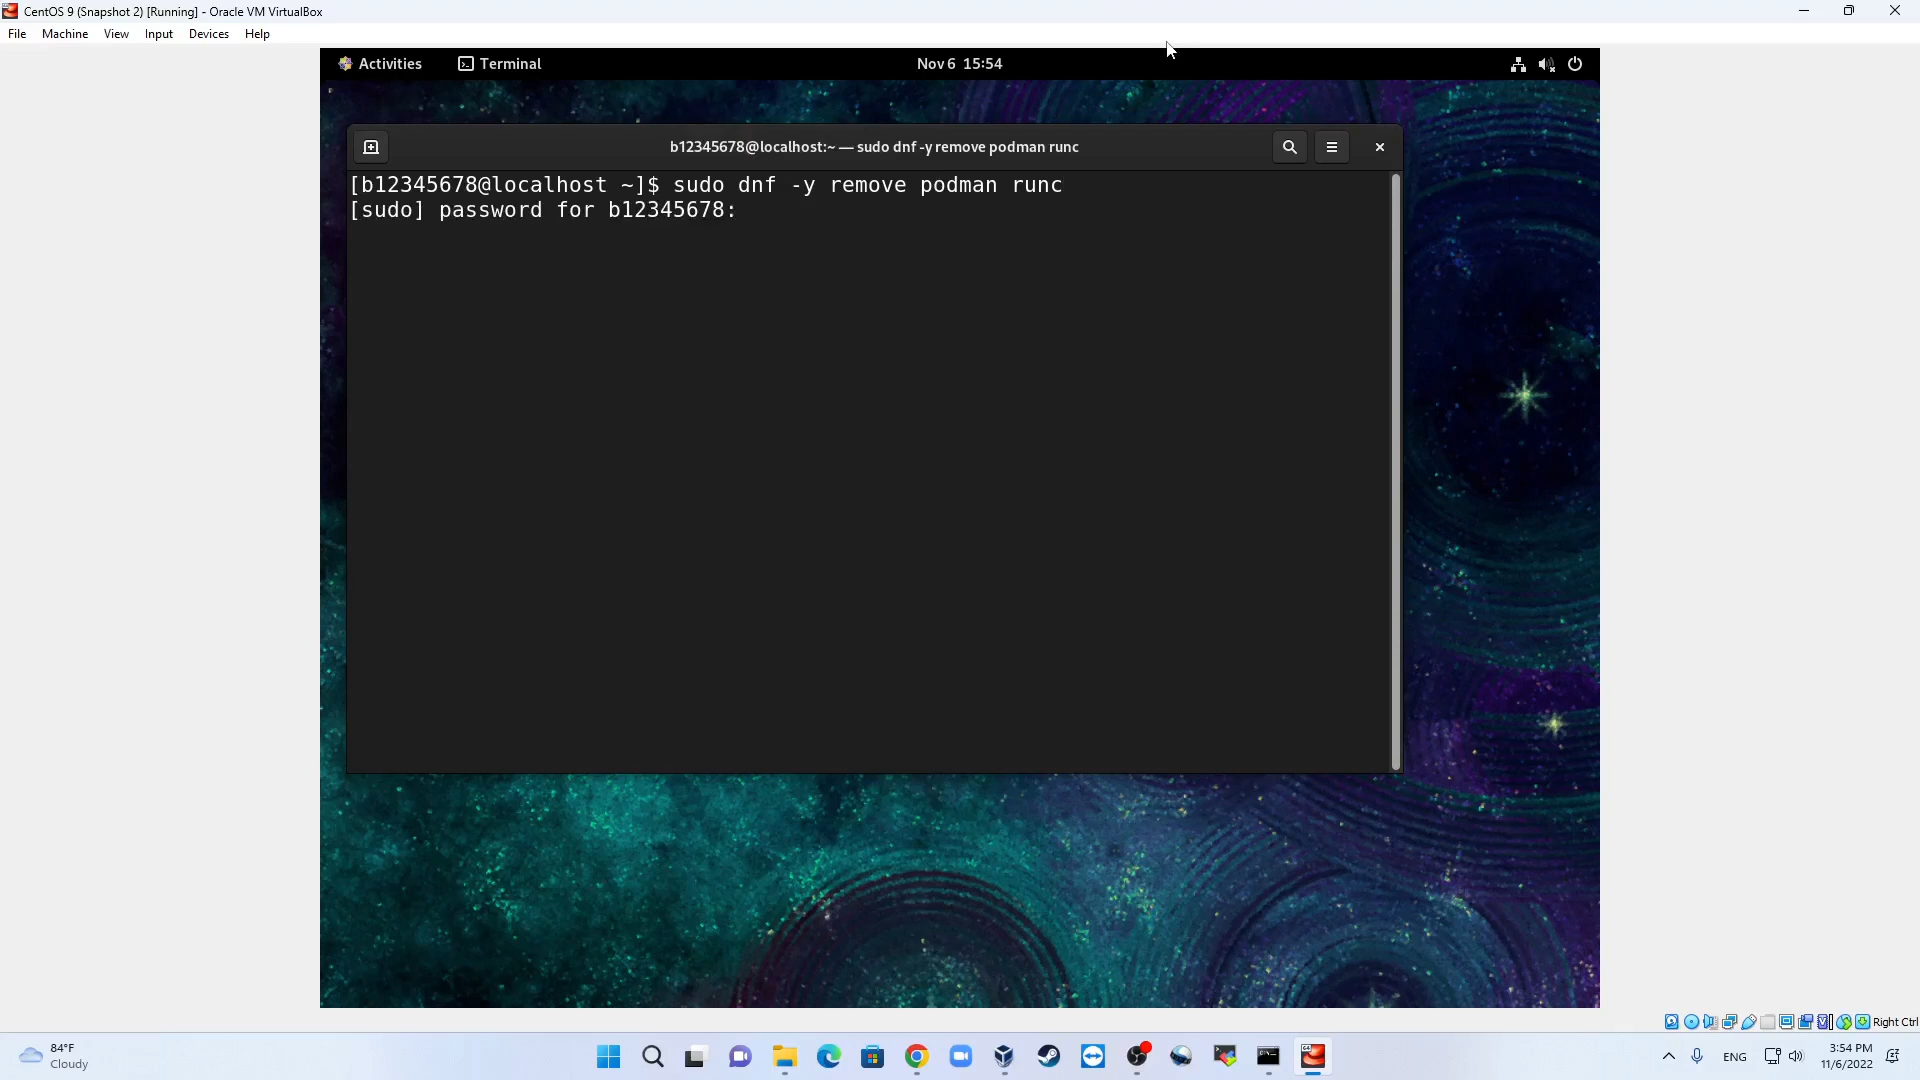 CentOS 9 (Snapshot 2) [Running] - Oracle VM VirtualBox
File Machine View Input Devices Help
Activities Terminal Nov 6 15:54
b12345678@localhost:~ — sudo dnf -y remove podman runc
[b12345678@localhost ~]$ sudo dnf -y remove podman runc
[sudo] password for b12345678:
Right Ctrl
84°F
Cloudy
ENG
3:54 PM
11/6/2022